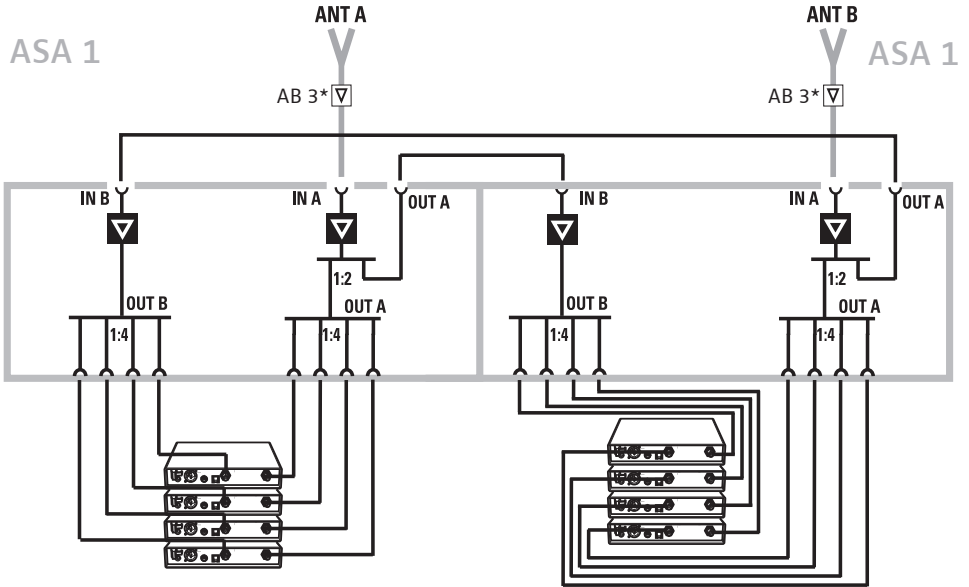 ANT A
ANT B
ASA 1
ASA 1
AB 3*
AB 3*
IN B
IN A
OUT A
IN B
IN A
OUT A
1:2
1:2
OUT B
OUT A
OUT B
OUT A
1:4
1:4
1:4
1:4